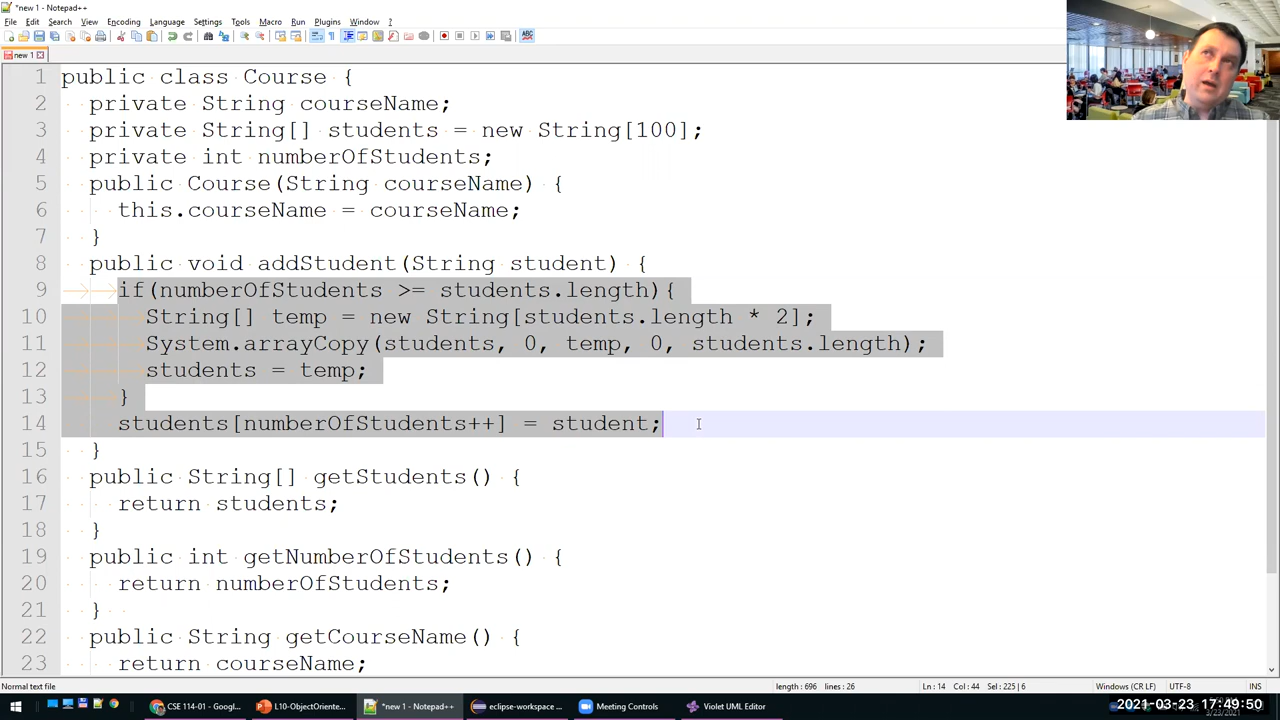 *new 1 - Notepad++
File Edit Search View Encoding Language Settings Tools Macro Run Plugins Window ?
new 1
1 public class Course {
2 private String courseName;
3 private String[] students = new String[100];
4 private int numberOfStudents;
5 public Course(String courseName) {
6 this.courseName = courseName;
7 }
8 public void addStudent(String student) {
9 if(numberOfStudents >= students.length){
10 String[] temp = new String[students.length * 2];
11 System.arrayCopy(students, 0, temp, 0, students.length);
12 students = temp;
13 }
14 students[numberOfStudents++] = student;
15 }
16 public String[] getStudents() {
17 return students;
18 }
19 public int getNumberOfStudents() {
20 return numberOfStudents;
21 }
22 public String getCourseName() {
23 return courseName;
Normal text file length : 696 lines : 26 Ln : 14 Col : 44 Sel : 225 | 6 Windows (CR LF) UTF-8 INS
CSE 114-01 - Googl... L10-ObjectOriente... *new 1 - Notepad++ eclipse-workspace ... Meeting Controls Violet UML Editor
2021-03-23 17:49:50
3/23/2021